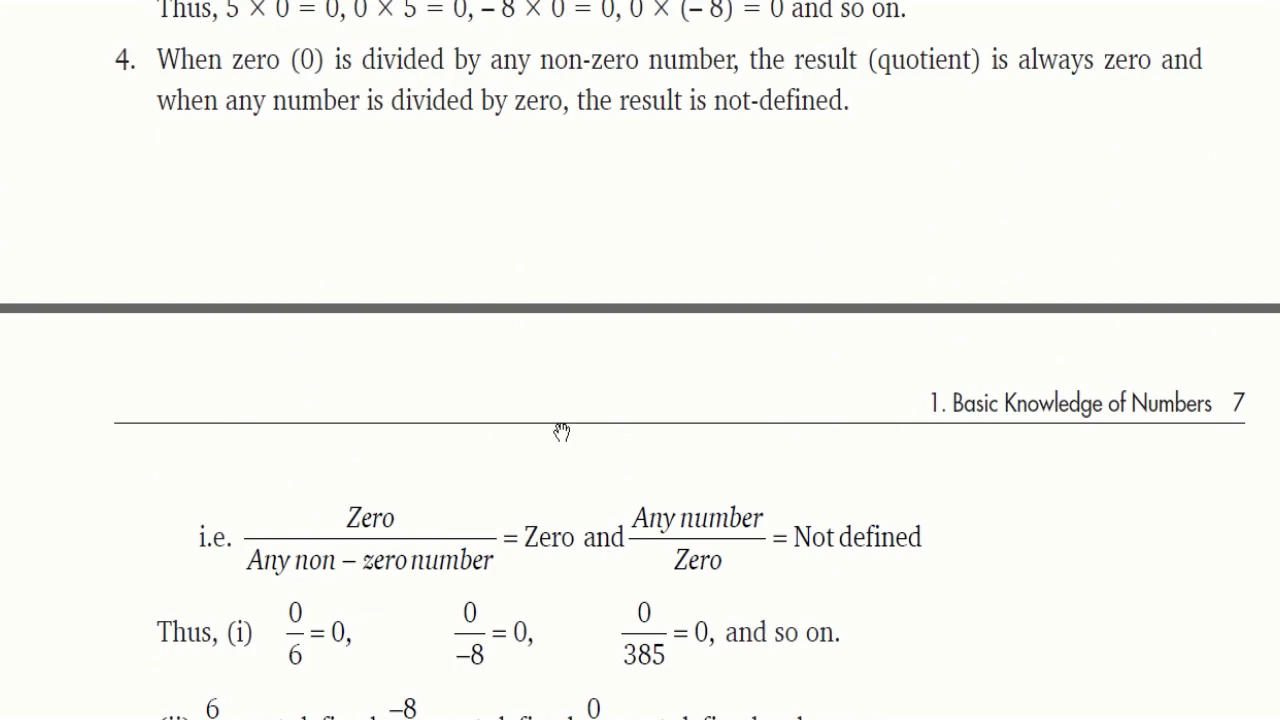 Thus, 5 × 0 = 0, 0 × 5 = 0, – 8 × 0 = 0, 0 × (– 8) = 0 and so on.
4. When zero (0) is divided by any non-zero number, the result (quotient) is always zero and
when any number is divided by zero, the result is not-defined.
1. Basic Knowledge of Numbers 7
i.e. Zero / Any non – zero number = Zero and Any number / Zero = Not defined
Thus, (i) 0/6 = 0, 0/–8 = 0, 0/385 = 0, and so on.
6 –8 0